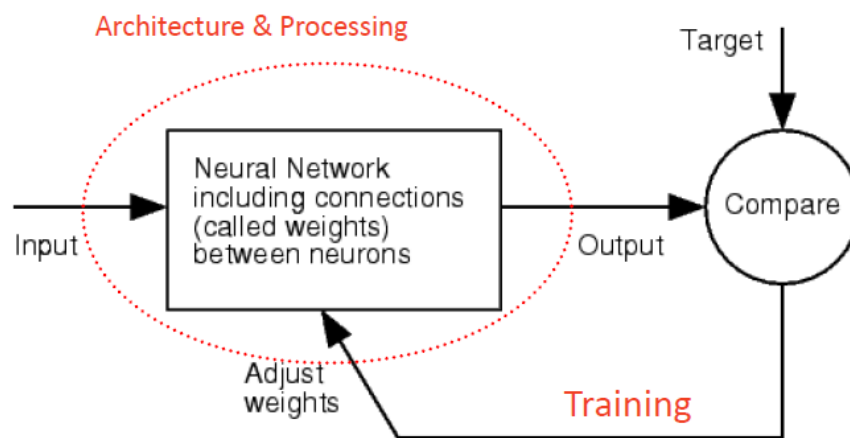 Architecture & Processing
Target
Neural Network
including connections
(called weights)
between neurons
Compare
Input
Output
Adjust
weights
Training